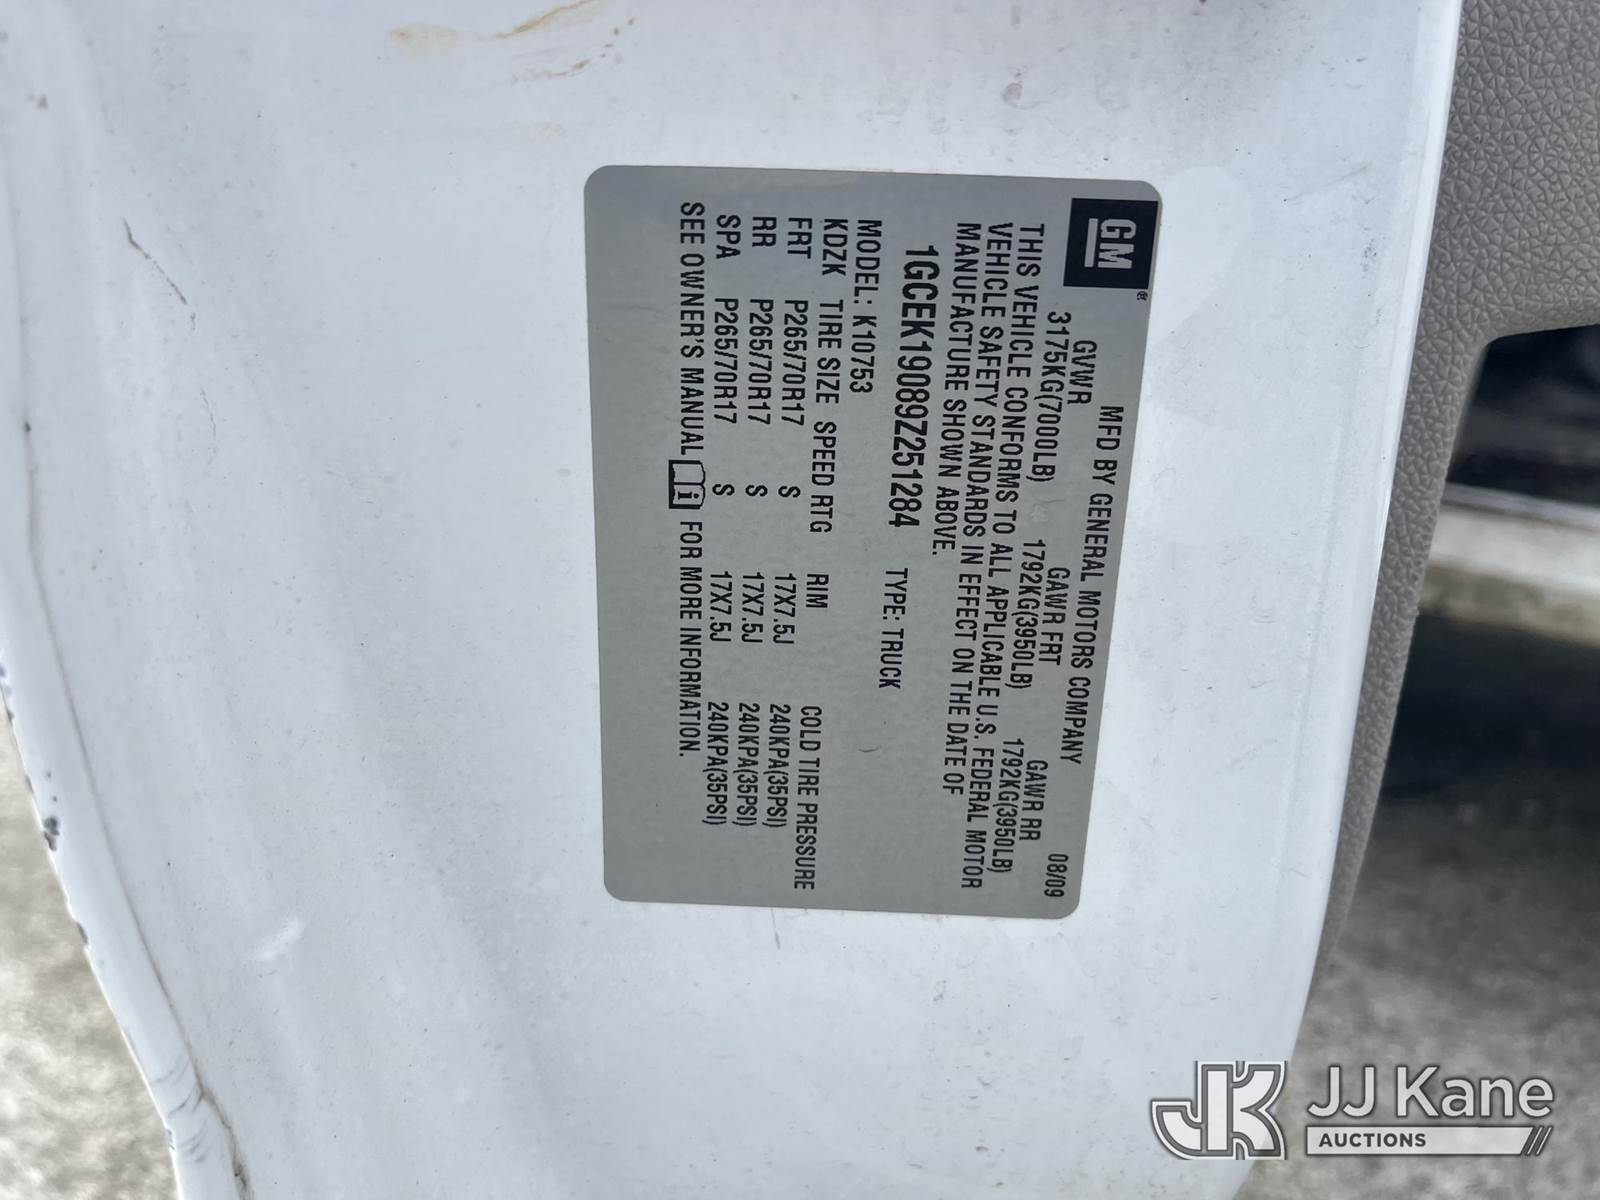 GM
MFD BY GENERAL MOTORS COMPANY 08/09
GVWR GAWR FRT GAWR RR
3175KG(7000LB) 1792KG(3950LB) 1792KG(3950LB)
THIS VEHICLE CONFORMS TO ALL APPLICABLE U.S. FEDERAL MOTOR
VEHICLE SAFETY STANDARDS IN EFFECT ON THE DATE OF
MANUFACTURE SHOWN ABOVE.
1GCEK19089Z251284 TYPE: TRUCK
MODEL: K10753
KDZK TIRE SIZE SPEED RTG RIM COLD TIRE PRESSURE
FRT P265/70R17 S 17X7.5J 240KPA(35PSI)
RR P265/70R17 S 17X7.5J 240KPA(35PSI)
SPA P265/70R17 S 17X7.5J 240KPA(35PSI)
SEE OWNER'S MANUAL i FOR MORE INFORMATION.
JK JJ Kane
AUCTIONS